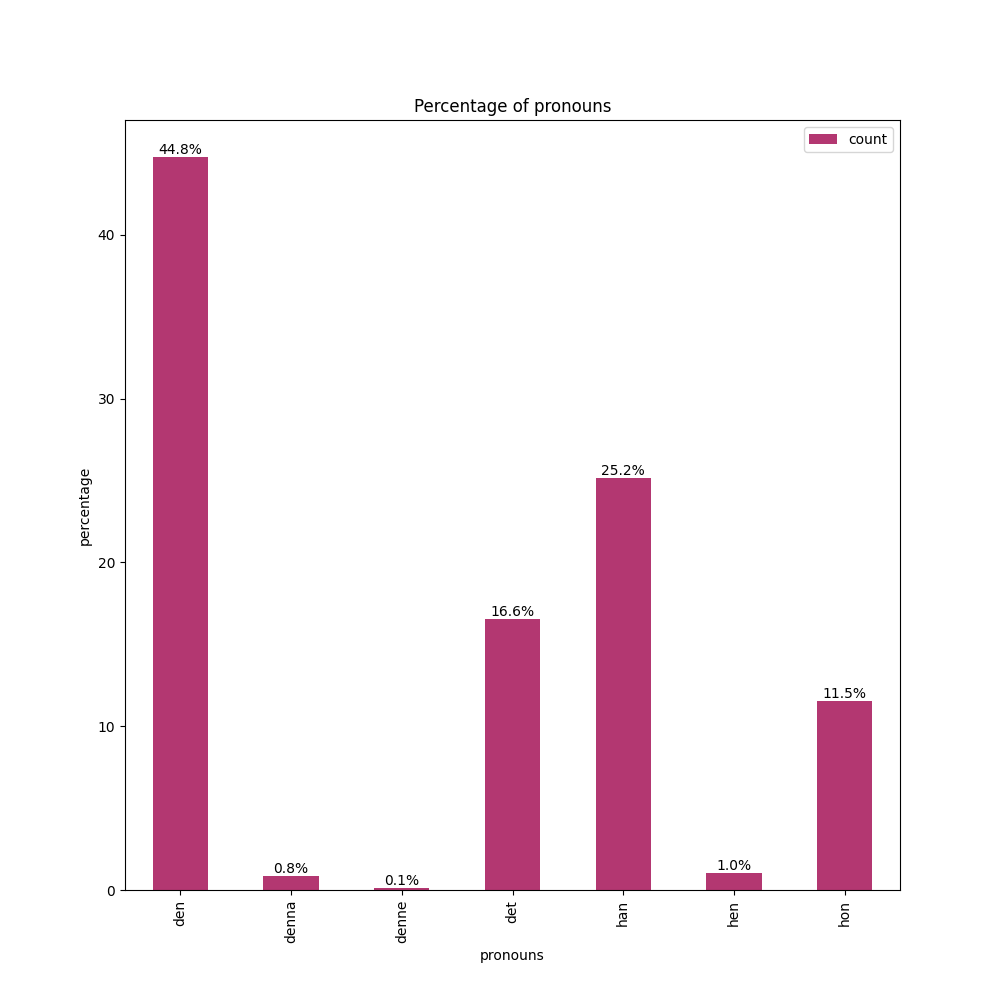 Percentage of pronouns
count
44.8%
0.8%
0.1%
16.6%
25.2%
1.0%
11.5%
percentage
40
30
20
10
0
den
denna
denne
det
han
hen
hon
pronouns